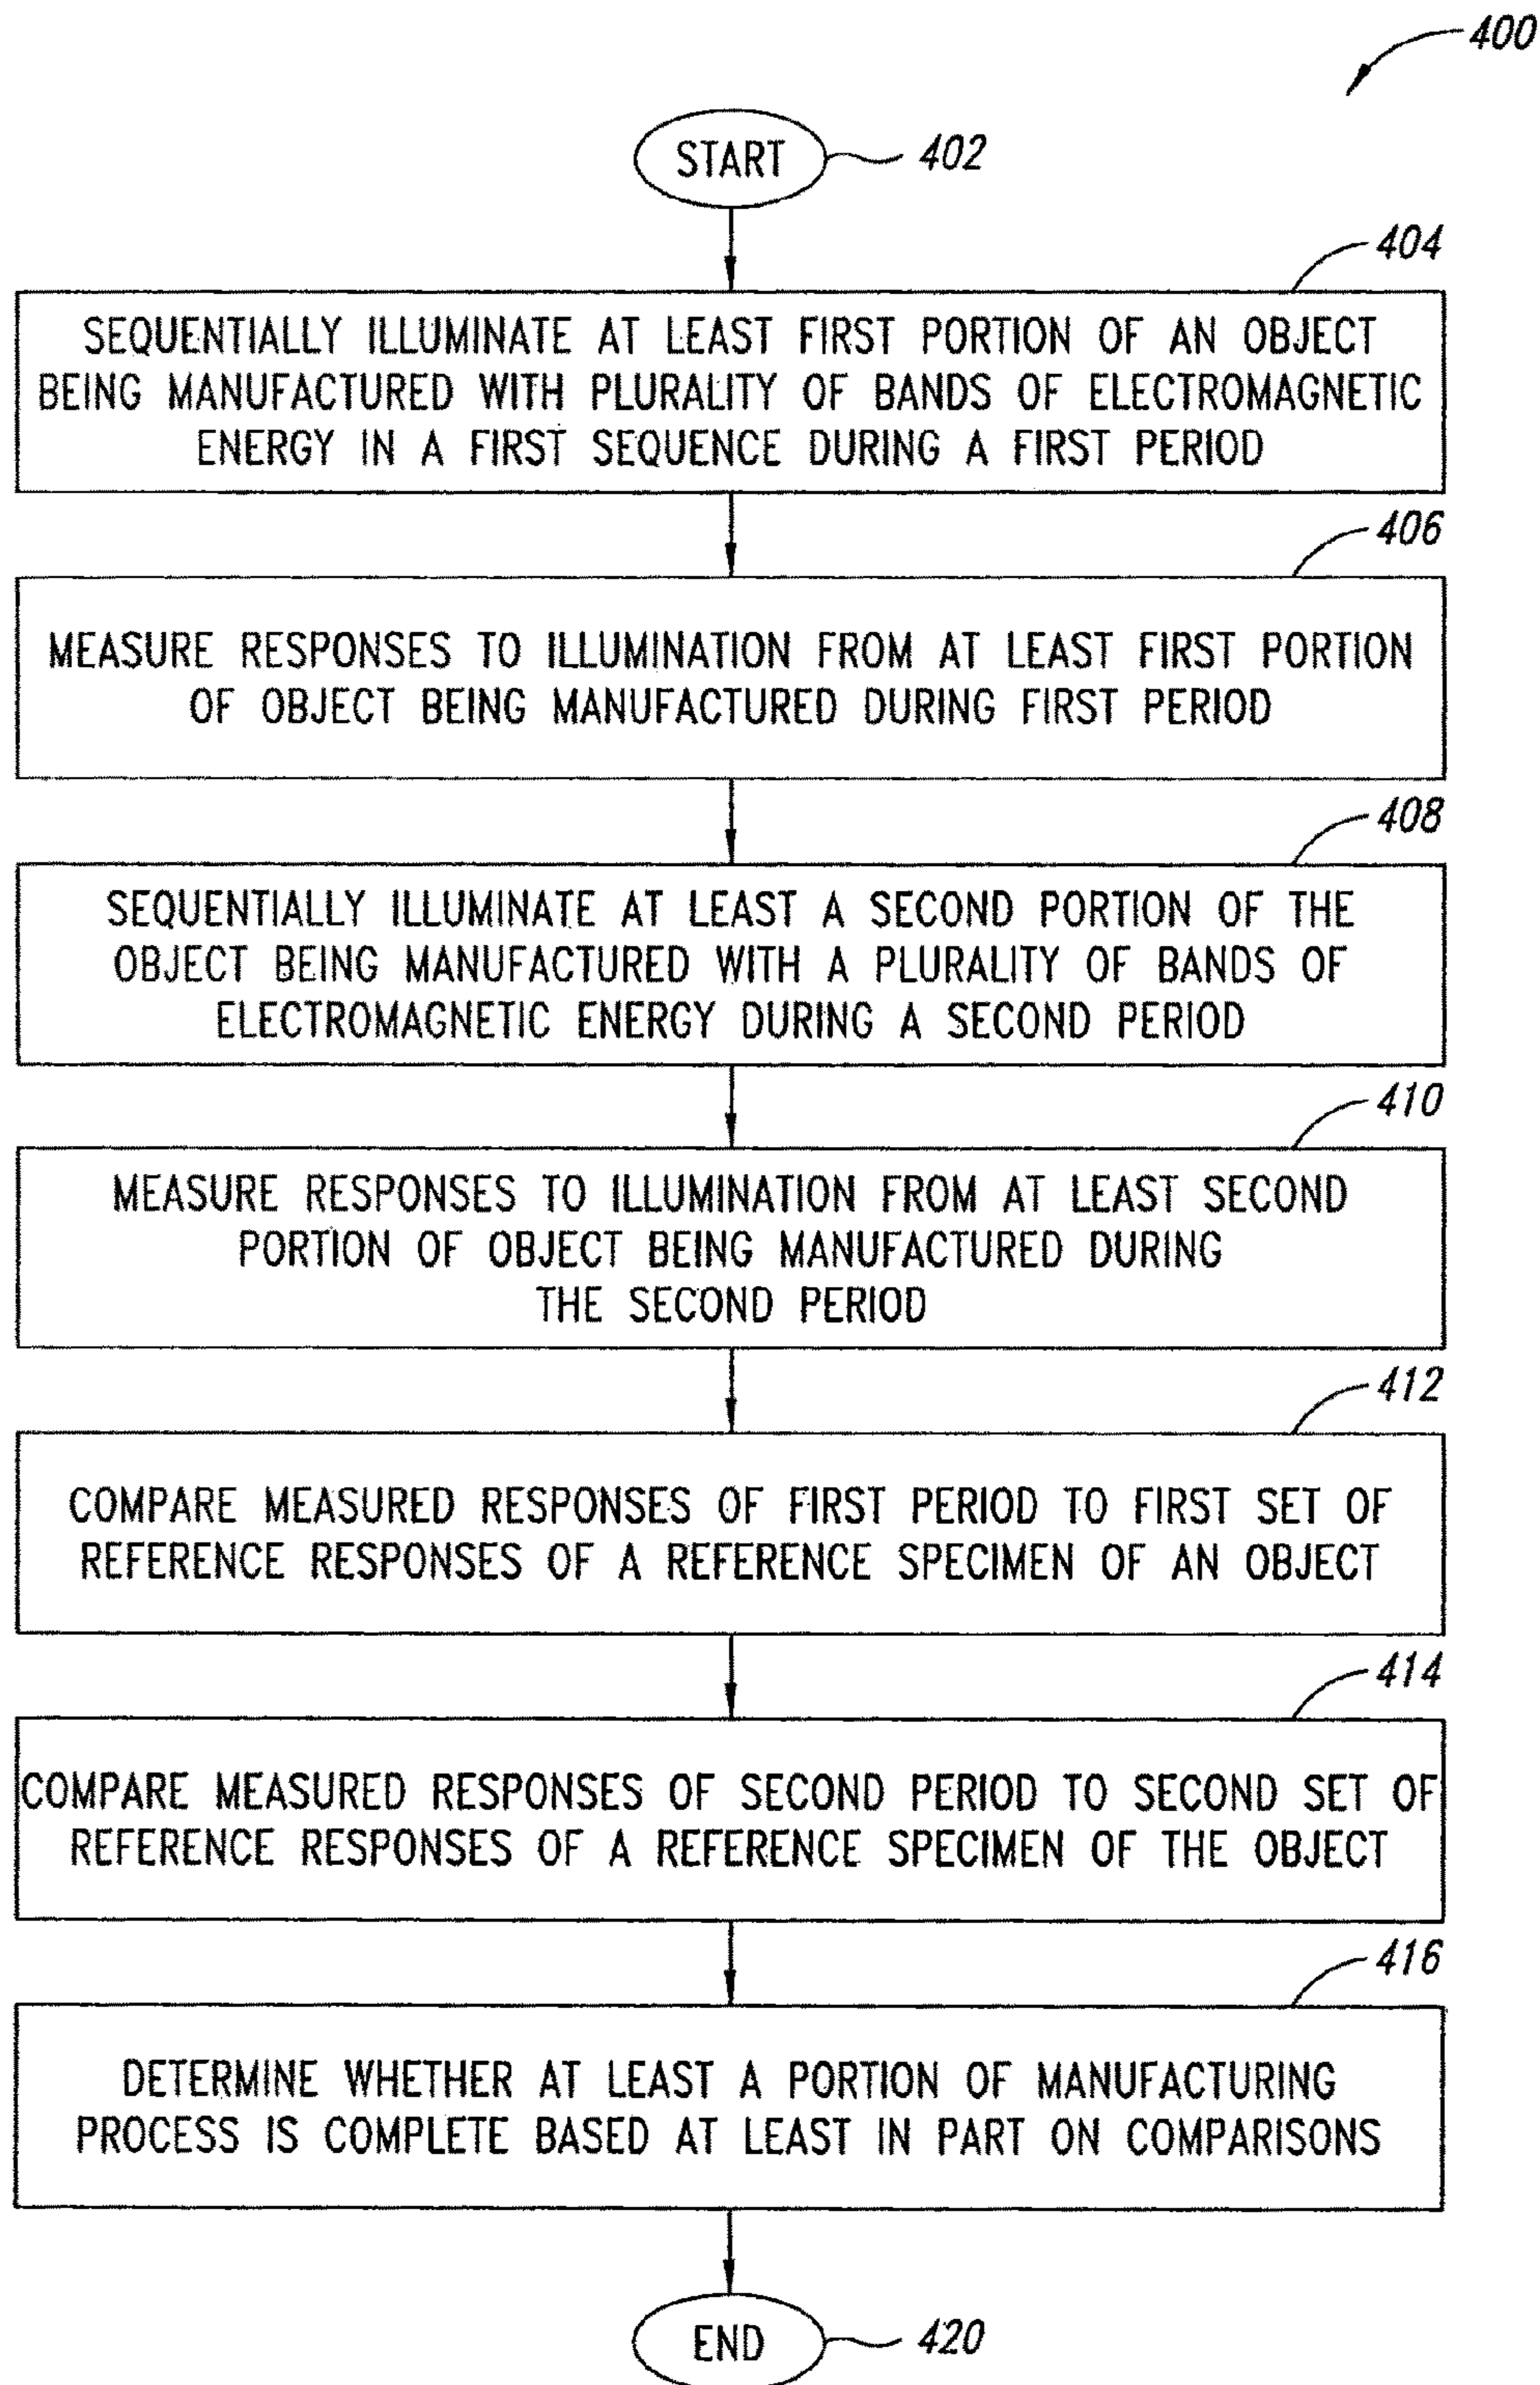 400
START
402
404
SEQUENTIALLY ILLUMINATE AT LEAST FIRST PORTION OF AN OBJECT
BEING MANUFACTURED WITH PLURALITY OF BANDS OF ELECTROMAGNETIC
ENERGY IN A FIRST SEQUENCE DURING A FIRST PERIOD
406
MEASURE RESPONSES TO ILLUMINATION FROM AT LEAST FIRST PORTION
OF OBJECT BEING MANUFACTURED DURING FIRST PERIOD
408
SEQUENTIALLY ILLUMINATE AT LEAST A SECOND PORTION OF THE
OBJECT BEING MANUFACTURED WITH A PLURALITY OF BANDS OF
ELECTROMAGNETIC ENERGY DURING A SECOND PERIOD
410
MEASURE RESPONSES TO ILLUMINATION FROM AT LEAST SECOND
PORTION OF OBJECT BEING MANUFACTURED DURING
THE SECOND PERIOD
412
COMPARE MEASURED RESPONSES OF FIRST PERIOD TO FIRST SET OF
REFERENCE RESPONSES OF A REFERENCE SPECIMEN OF AN OBJECT
414
COMPARE MEASURED RESPONSES OF SECOND PERIOD TO SECOND SET OF
REFERENCE RESPONSES OF A REFERENCE SPECIMEN OF THE OBJECT
416
DETERMINE WHETHER AT LEAST A PORTION OF MANUFACTURING
PROCESS IS COMPLETE BASED AT LEAST IN PART ON COMPARISONS
END
420